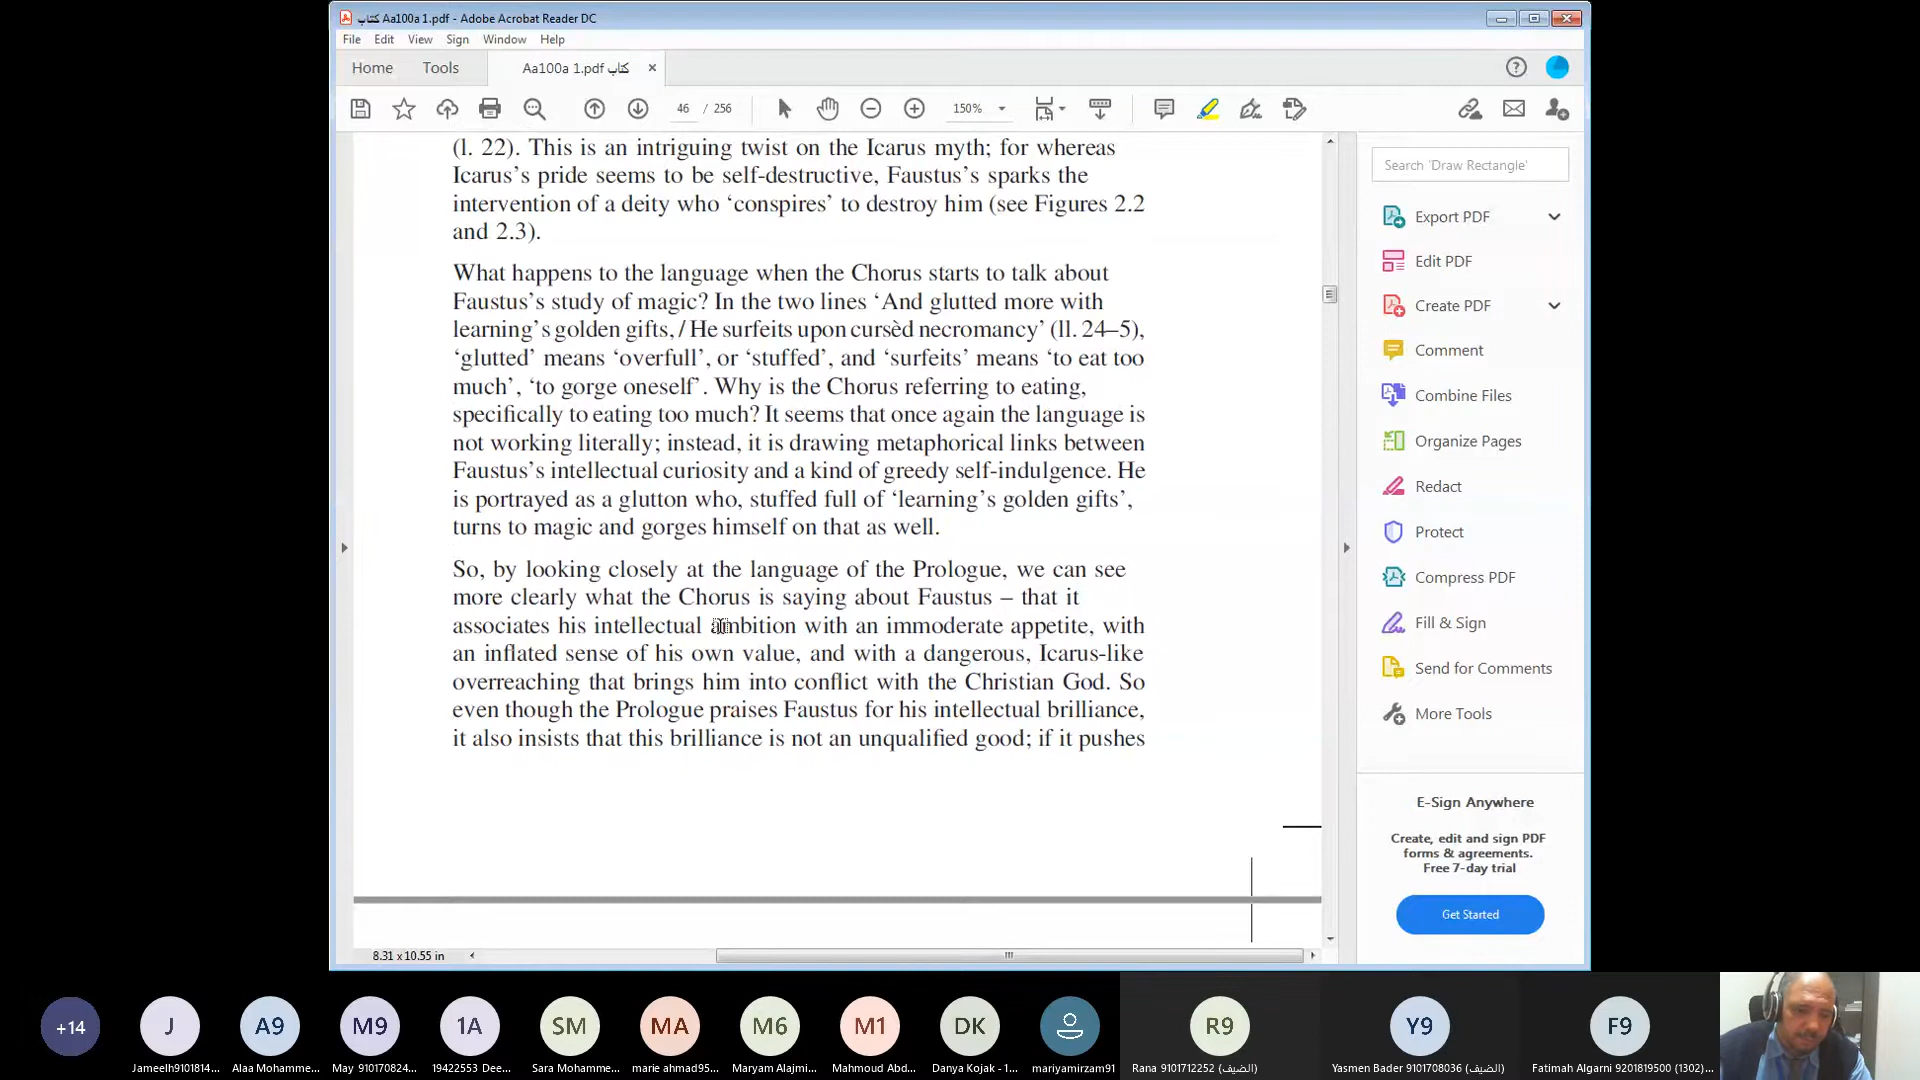 كتاب Aa100a 1.pdf - Adobe Acrobat Reader DC
File Edit View Sign Window Help
Home Tools Aa100a 1.pdf كتاب
46 / 256 150%
(l. 22). This is an intriguing twist on the Icarus myth; for whereas
Icarus’s pride seems to be self-destructive, Faustus’s sparks the
intervention of a deity who ‘conspires’ to destroy him (see Figures 2.2
and 2.3).
What happens to the language when the Chorus starts to talk about
Faustus’s study of magic? In the two lines ‘And glutted more with
learning’s golden gifts, / He surfeits upon cursèd necromancy’ (ll. 24–5),
‘glutted’ means ‘overfull’, or ‘stuffed’, and ‘surfeits’ means ‘to eat too
much’, ‘to gorge oneself’. Why is the Chorus referring to eating,
specifically to eating too much? It seems that once again the language is
not working literally; instead, it is drawing metaphorical links between
Faustus’s intellectual curiosity and a kind of greedy self-indulgence. He
is portrayed as a glutton who, stuffed full of ‘learning’s golden gifts’,
turns to magic and gorges himself on that as well.
So, by looking closely at the language of the Prologue, we can see
more clearly what the Chorus is saying about Faustus – that it
associates his intellectual ambition with an immoderate appetite, with
an inflated sense of his own value, and with a dangerous, Icarus-like
overreaching that brings him into conflict with the Christian God. So
even though the Prologue praises Faustus for his intellectual brilliance,
it also insists that this brilliance is not an unqualified good; if it pushes
8.31 x 10.55 in
Search 'Draw Rectangle'
Export PDF
Edit PDF
Create PDF
Comment
Combine Files
Organize Pages
Redact
Protect
Compress PDF
Fill & Sign
Send for Comments
More Tools
E-Sign Anywhere
Create, edit and sign PDF
forms & agreements.
Free 7-day trial
Get Started
+14 J A9 M9 1A SM MA M6 M1 DK R9 Y9 F9
Jameelh9101814... Alaa Mohamme... May 910170824... 19422553 Dee... Sara Mohamme... marie ahmad95... Maryam Alajmi... Mahmoud Abd... Danya Kojak - 1... mariyamirzam91 Rana 9101712252 (الضيف) Yasmen Bader 9101708036 (الضيف) Fatimah Algarni 9201819500 (1302)...